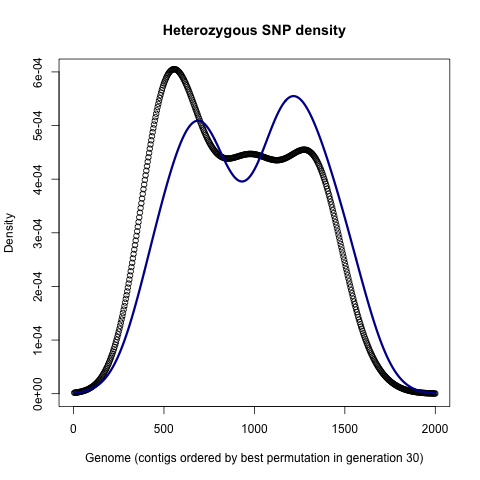 Heterozygous SNP density
6e-04
5e-04
4e-04
3e-04
2e-04
1e-04
0e+00
Density
0 500 1000 1500 2000
Genome (contigs ordered by best permutation in generation 30)